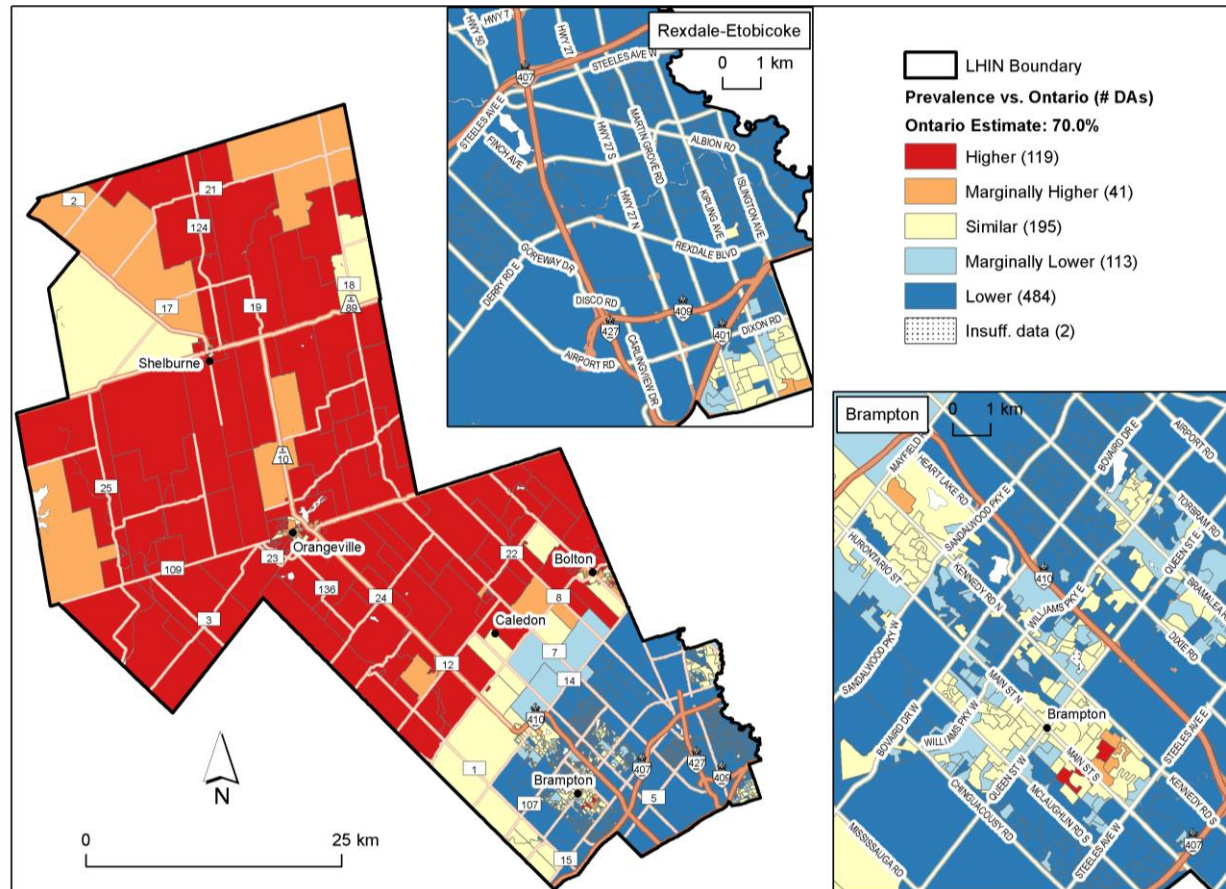 Rexdale-Etobicoke
0 1 km
HWY 50
HWY 7
HWY 27
407
STEELES AVE W
STEELES AVE E
FINCH AVE
HWY 27 S
MARTIN GROVE RD
ALBION RD
KIPLING AVE
ISLINGTON AVE
HWY 27 N
REXDALE BLVD
GOREWAY DR
DERRY RD E
DISCO RD
427
409
401
DIXON RD
AIRPORT RD
CARLINGVIEW DR
LHIN Boundary
Prevalence vs. Ontario (# DAs)
Ontario Estimate: 70.0%
Higher (119)
Marginally Higher (41)
Similar (195)
Marginally Lower (113)
Lower (484)
Insuff. data (2)
2
21
124
17
19
18
89
Shelburne
10
25
Orangeville
23
109
136
3
24
22
Bolton
8
Caledon
7
12
14
410
1
407
427
409
Brampton
107
5
15
N
0 25 km
Brampton
0 1 km
BOVAIRD DR E
AIRPORT RD
HEART LAKE RD
SANDALWOOD PKY E
TORBRAM RD
QUEEN ST E
HURONTARIO ST
KENNEDY RD N
410
WILLIAMS PKY E
DIXIE RD
SANDALWOOD PKY W
MAIN ST N
BOVAIRD DR W
WILLIAMS PKY W
Brampton
STEELES AVE E
QUEEN ST W
MAIN ST S
CHINGUACOUSY RD
MCLAUGHLIN RD S
KENNEDY RD S
MISSISSAUGA RD
STEELES AVE W
407